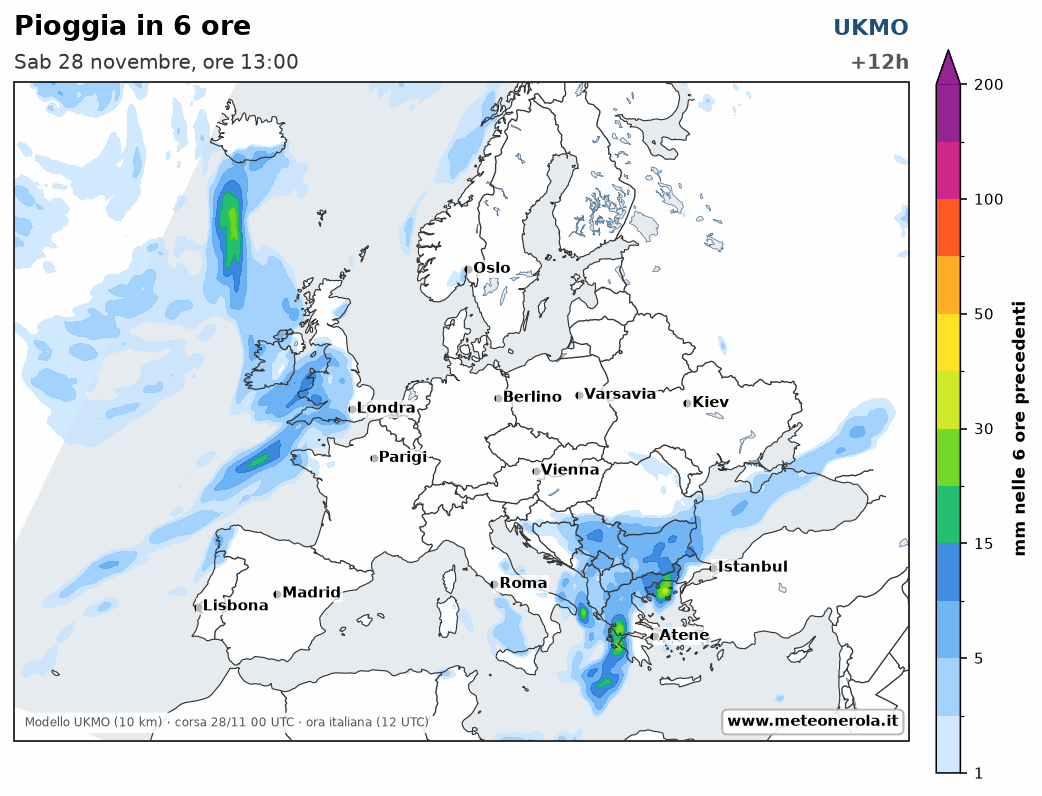 Pioggia in 6 ore
UKMO
Sab 28 novembre, ore 13:00
+12h
200
100
50
30
15
5
1
mm nelle 6 ore precedenti
Oslo
Londra
Berlino
Varsavia
Kiev
Parigi
Vienna
Istanbul
Roma
Madrid
Lisbona
Atene
Modello UKMO (10 km) · corsa 28/11 00 UTC · ora italiana (12 UTC)
www.meteonerola.it